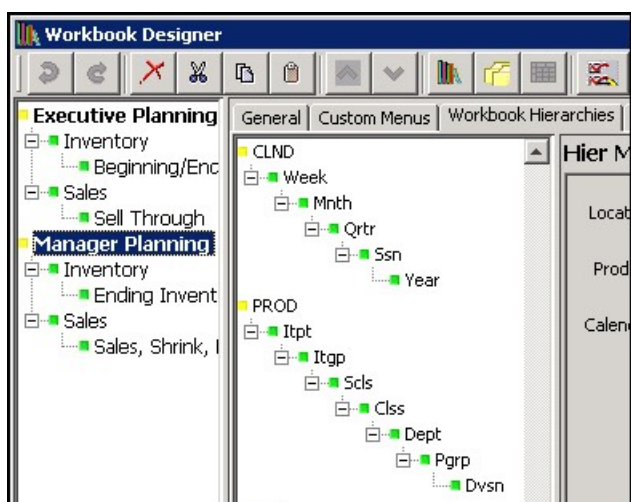 Workbook Designer
Executive Planning
Inventory
Beginning/Enc
Sales
Sell Through
Manager Planning
Inventory
Ending Invent
Sales
Sales, Shrink,
General
Custom Menus
Workbook Hierarchies
CLND
Week
Mnth
Qrtr
Ssn
Year
PROD
Itpt
Itgp
Scls
Clss
Dept
Pgrp
Dvsn
Hier M
Locat
Prod
Calen